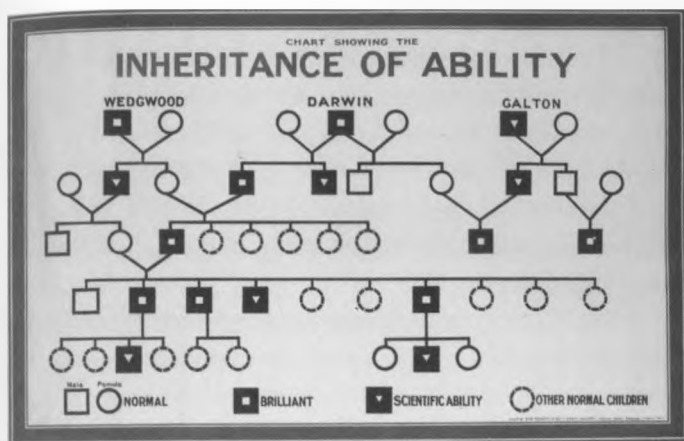 CHART SHOWING THE
INHERITANCE OF ABILITY
WEDGWOOD DARWIN GALTON
Male Female
NORMAL BRILLIANT SCIENTIFIC ABILITY OTHER NORMAL CHILDREN